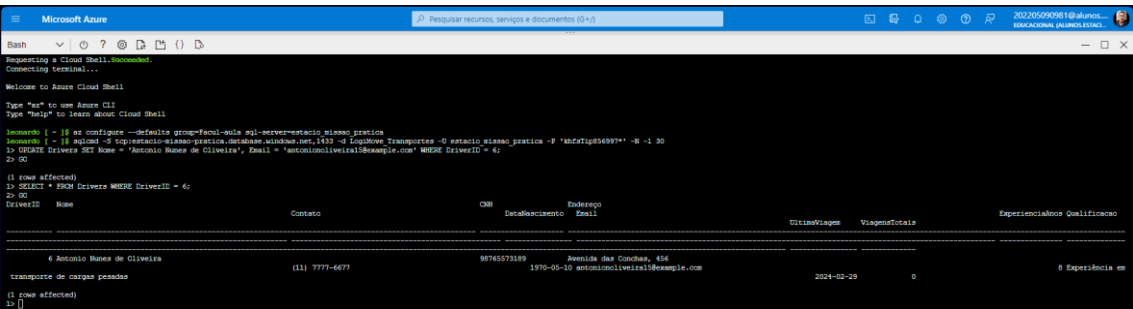 Microsoft Azure
Pesquisar recursos, serviços e documentos (G+/)
202205090981@alunos....
EDUCACIONAL (ALUNOS.ESTACI...
Bash
Requesting a Cloud Shell.Succeeded.
Connecting terminal...
Welcome to Azure Cloud Shell
Type "az" to use Azure CLI
Type "help" to learn about Cloud Shell
leonardo [ ~ ]$ az configure --defaults group=Facul-aula sql-server=estacio_missao_pratica
leonardo [ ~ ]$ sqlcmd -S tcp:estacio-missao-pratica.database.windows.net,1433 -d LogiMove_Transportes -U estacio_missao_pratica -P 'khfsTip856997*' -N -l 30
1> UPDATE Drivers SET Nome = 'Antonio Nunes de Oliveira', Email = 'antoniooliveira15@example.com' WHERE DriverID = 6;
2> GO
(1 rows affected)
1> SELECT * FROM Drivers WHERE DriverID = 6;
2> GO
DriverID Nome CNH Endereço
Contato DataNascimento Email ExperienciaAnos Qualificacao
UltimaViagem ViagensTotais
6 Antonio Nunes de Oliveira 98765573189 Avenida das Conchas, 456
(11) 7777-6677 1970-05-10 antoniooliveira15@example.com 8 Experiência em
transporte de cargas pesadas 2024-02-29 0
(1 rows affected)
1>